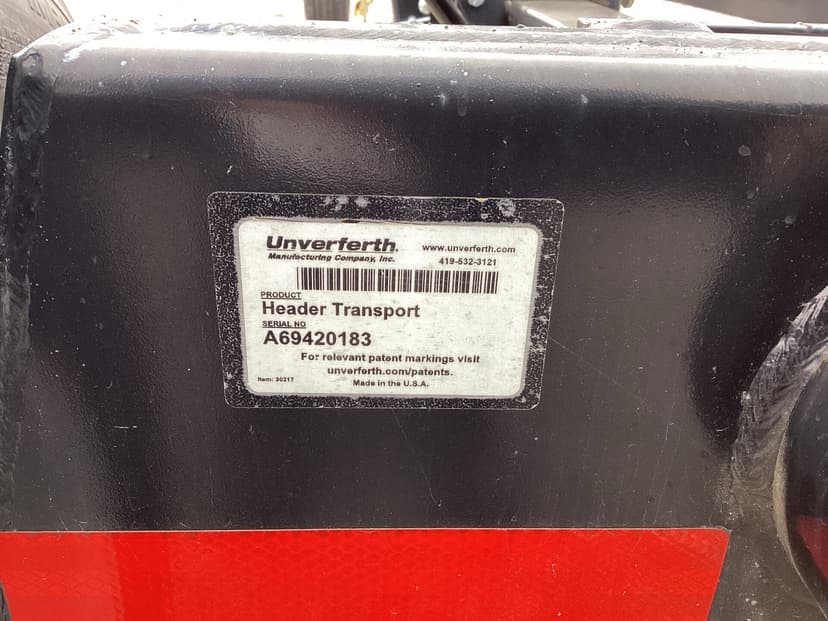 Unverferth.
www.unverferth.com
Manufacturing Company, Inc.
419-532-3121
PRODUCT
Header Transport
SERIAL NO
A69420183
For relevant patent markings visit
unverferth.com/patents.
Item: 30217
Made in the U.S.A.